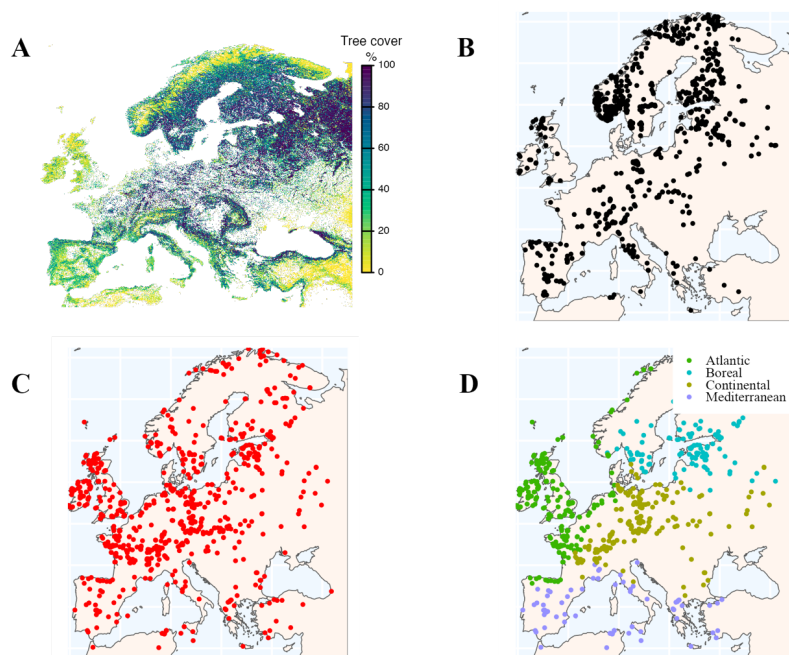 A
Tree cover
%
100
80
60
40
20
0
B
C
D
Atlantic
Boreal
Continental
Mediterranean